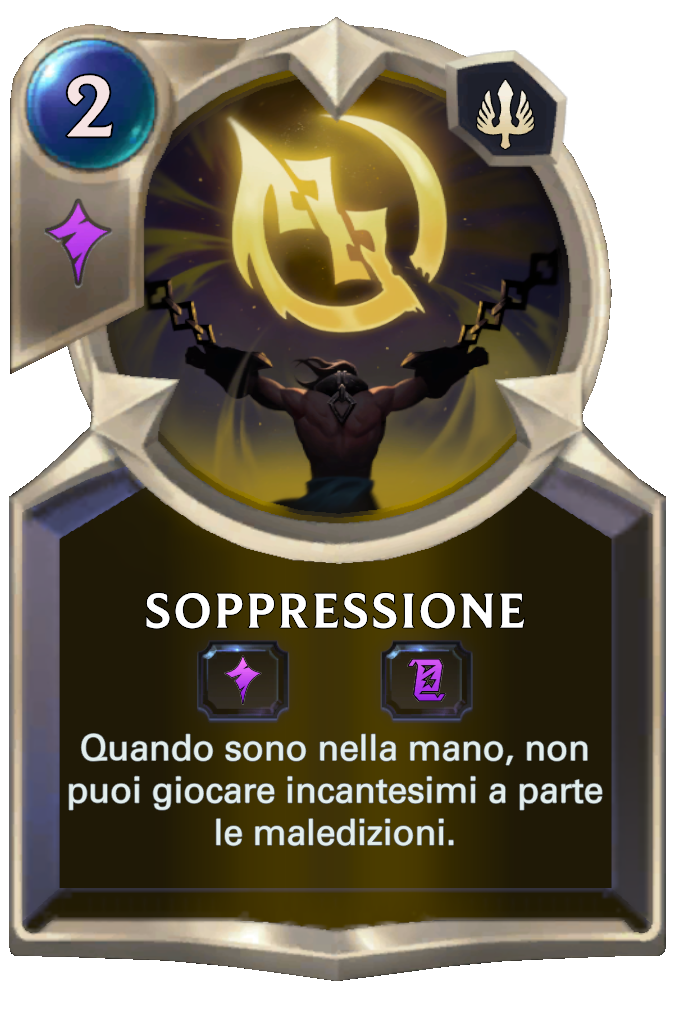 2
SOPPRESSIONE
Quando sono nella mano, non
puoi giocare incantesimi a parte
le maledizioni.